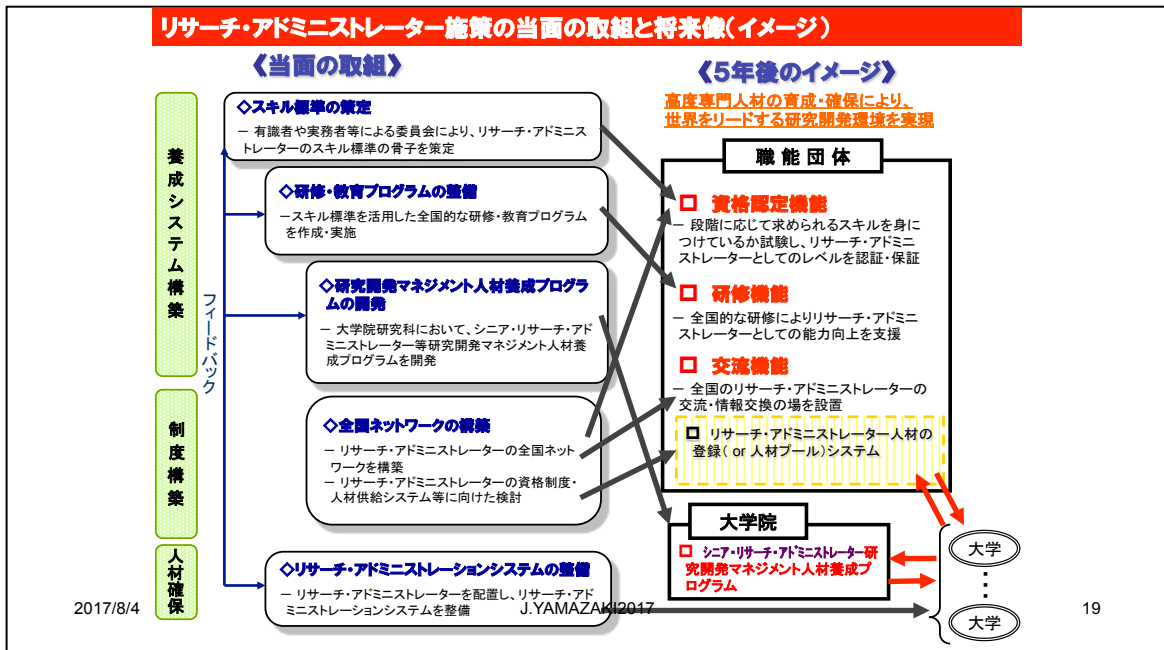 リサーチ・アドミニストレーター施策の当面の取組と将来像(イメージ)
《当面の取組》
養成システム構築
制度構築
人材確保
フィードバック
◇スキル標準の策定
― 有識者や実務者等による委員会により、リサーチ・アドミニス
トレーターのスキル標準の骨子を策定
◇研修・教育プログラムの整備
―スキル標準を活用した全国的な研修・教育プログラム
を作成・実施
◇研究開発マネジメント人材養成プログラ
ムの開発
― 大学院研究科において、シニア・リサーチ・アド
ミニストレーター等研究開発マネジメント人材養
成プログラムを開発
◇全国ネットワークの構築
― リサーチ・アドミニストレーターの全国ネット
ワークを構築
― リサーチ・アドミニストレーターの資格制度・
人材供給システム等に向けた検討
◇リサーチ・アドミニストレーションシステムの整備
― リサーチ・アドミニストレーターを配置し、リサーチ・アド
ミニストレーションシステムを整備
《5年後のイメージ》
高度専門人材の育成・確保により、
世界をリードする研究開発環境を実現
職能団体
□ 資格認定機能
― 段階に応じて求められるスキルを身に
つけているか試験し、リサーチ・アドミニ
ストレーターとしてのレベルを認証・保証
□ 研修機能
― 全国的な研修によりリサーチ・アドミニ
ストレーターとしての能力向上を支援
□ 交流機能
― 全国のリサーチ・アドミニストレーターの
交流・情報交換の場を設置
□ リサーチ・アドミニストレーター人材の
登録( or 人材プール)システム
大学院
□ シニア・リサーチ・アドミニストレーター研
究開発マネジメント人材養成プ
ログラム
大学
大学
2017/8/4
J.YAMAZAKI2017
19